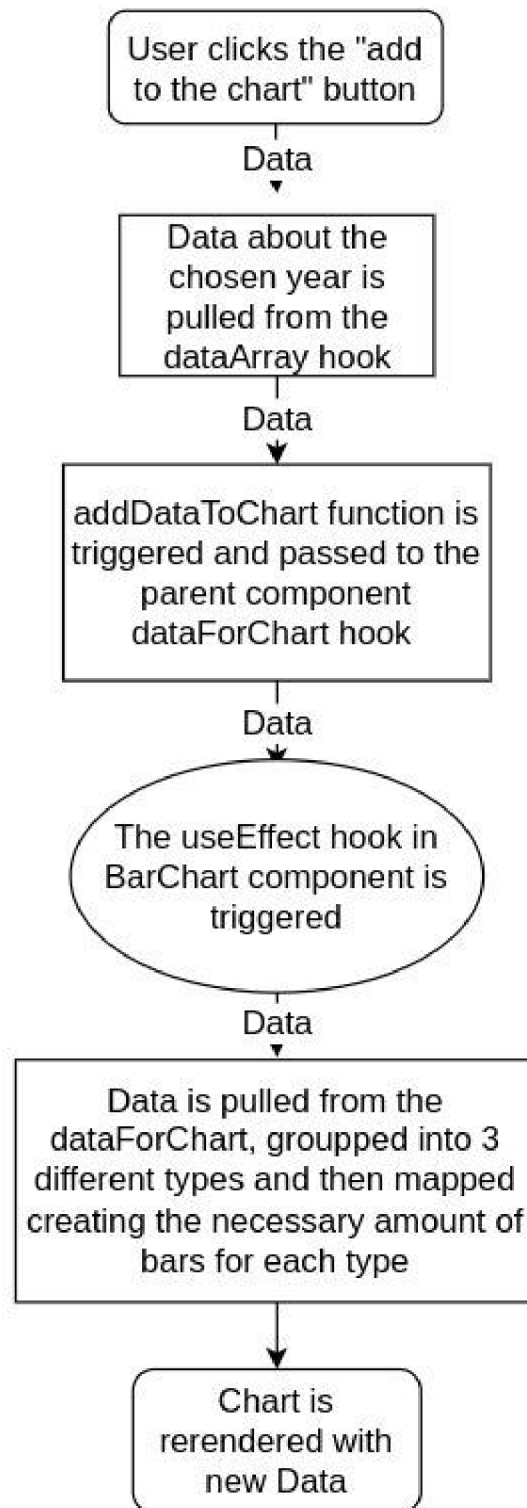 User clicks the "add
to the chart" button
Data
Data about the
chosen year is
pulled from the
dataArray hook
Data
addDataToChart function is
triggered and passed to the
parent component
dataForChart hook
Data
The useEffect hook in
BarChart component is
triggered
Data
Data is pulled from the
dataForChart, groupped into 3
different types and then mapped
creating the necessary amount of
bars for each type
Chart is
rerendered with
new Data